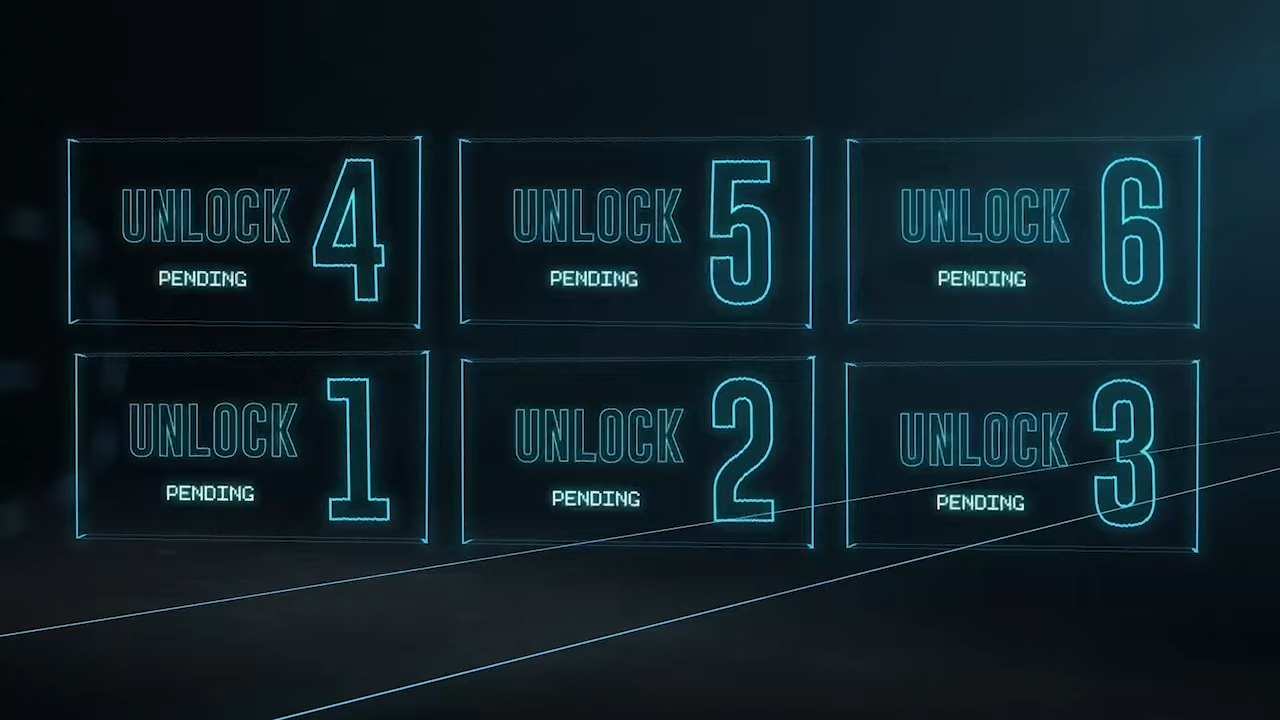 UNLOCK 4
PENDING
UNLOCK 5
PENDING
UNLOCK 6
PENDING
UNLOCK 1
PENDING
UNLOCK 2
PENDING
UNLOCK 3
PENDING